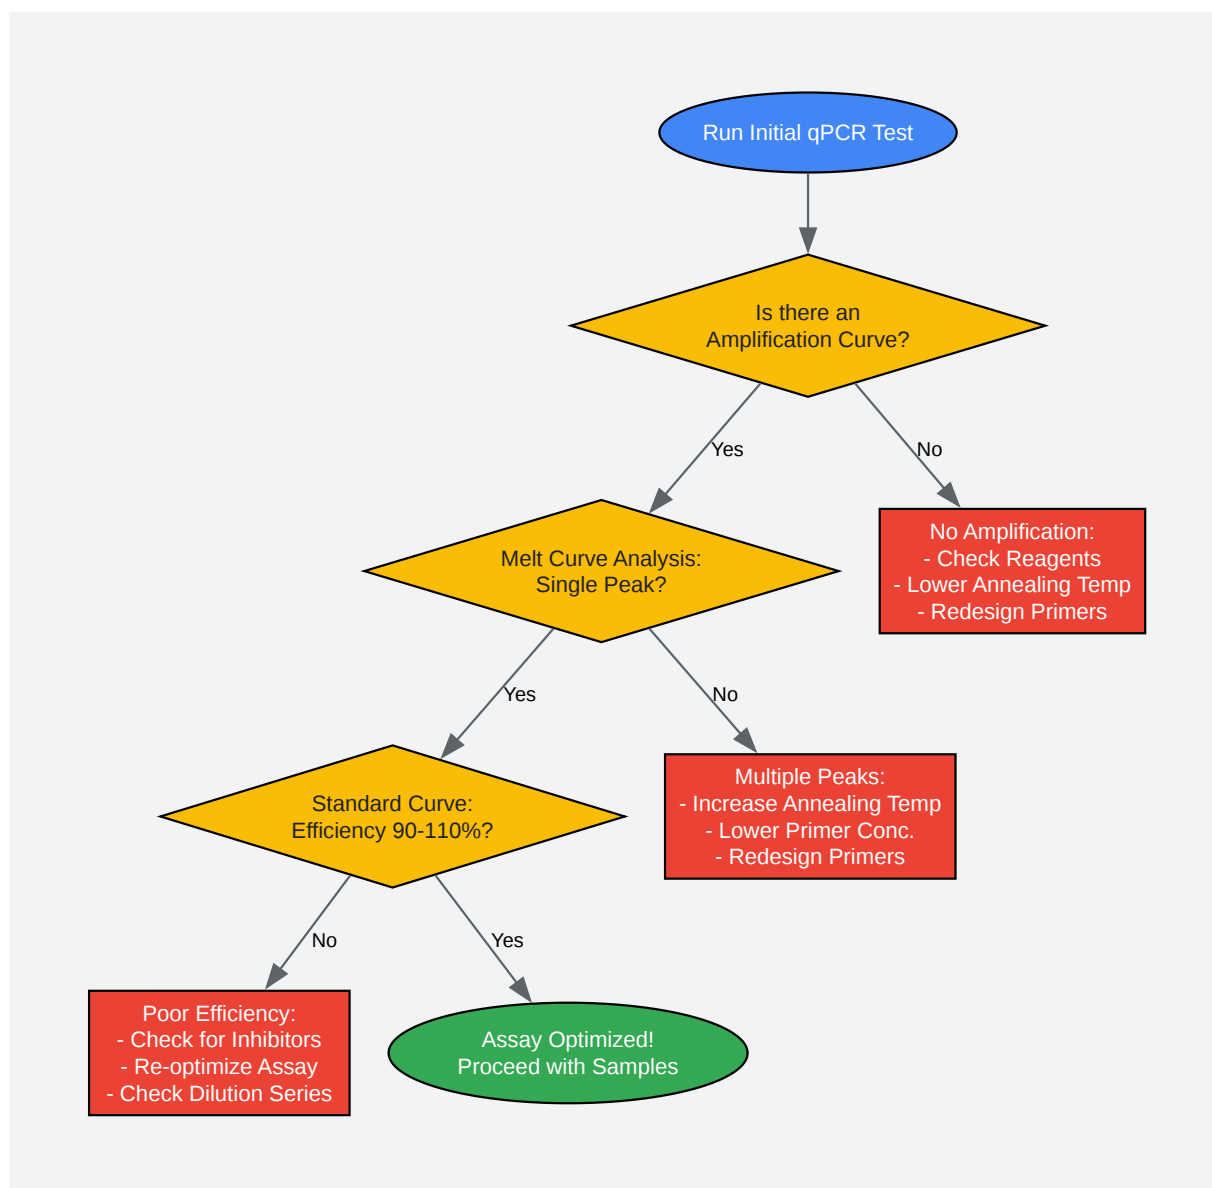 Run Initial qPCR Test
Is there an
Amplification Curve?
Yes
No
No Amplification:
- Check Reagents
- Lower Annealing Temp
- Redesign Primers
Melt Curve Analysis:
Single Peak?
Yes
No
Multiple Peaks:
- Increase Annealing Temp
- Lower Primer Conc.
- Redesign Primers
Standard Curve:
Efficiency 90-110%?
No
Yes
Poor Efficiency:
- Check for Inhibitors
- Re-optimize Assay
- Check Dilution Series
Assay Optimized!
Proceed with Samples